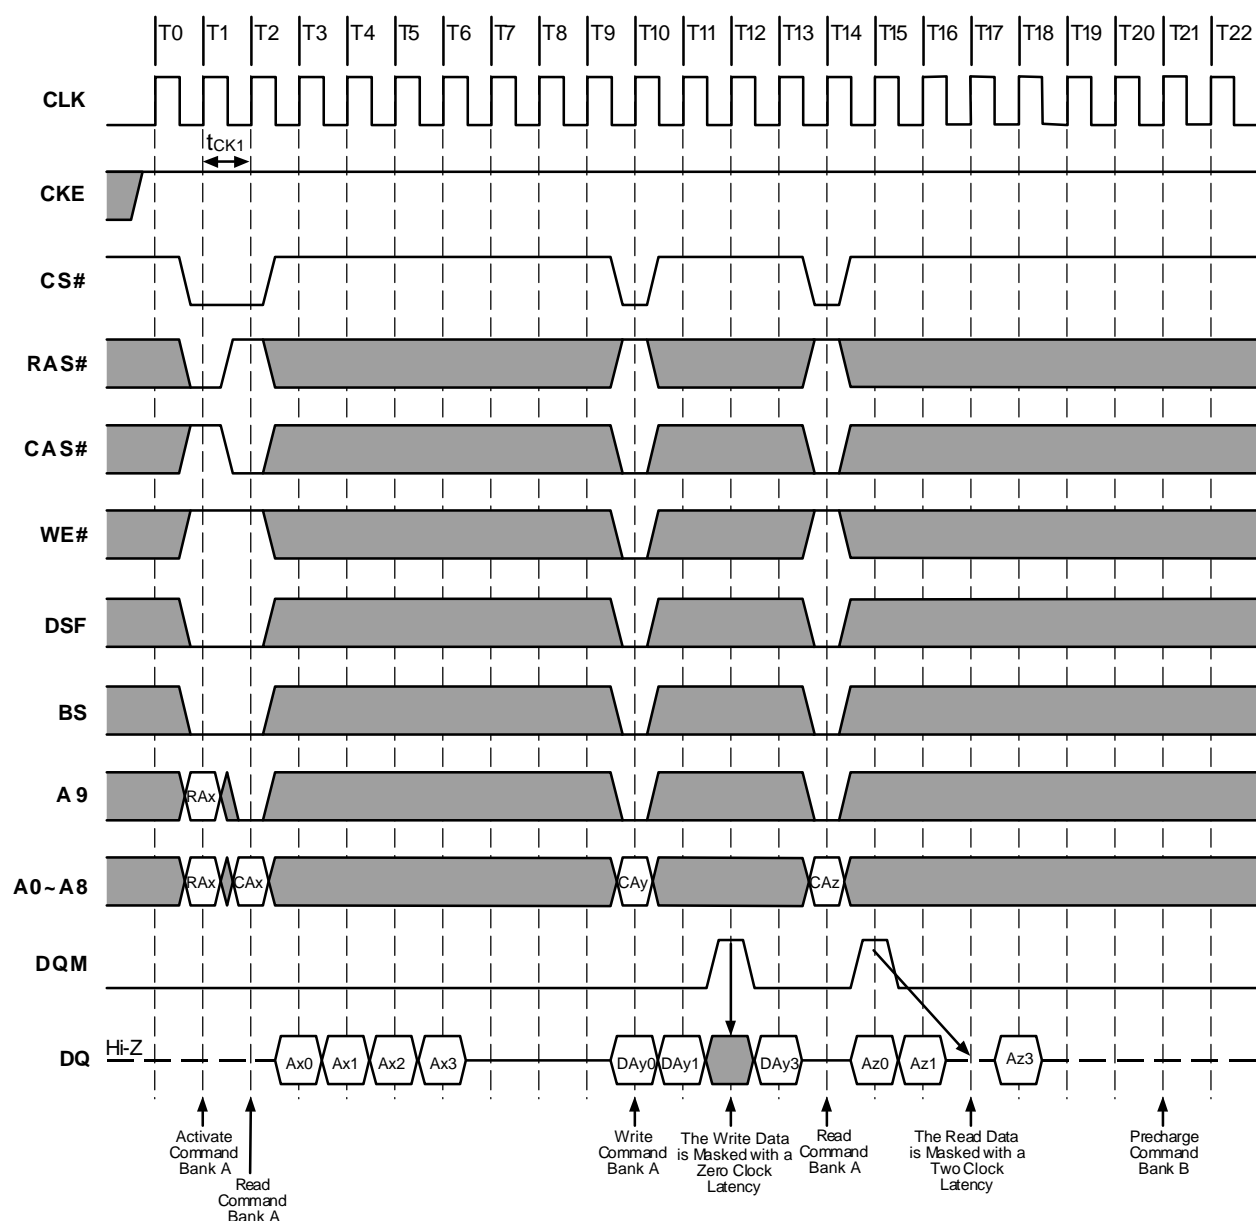 T0 T1 T2 T3 T4 T5 T6 T7 T8 T9 T10 T11 T12 T13 T14 T15 T16 T17 T18 T19 T20 T21 T22
CLK
tCK1
CKE
CS#
RAS#
CAS#
WE#
DSF
BS
A9
RAx
A0~A8
RAx CAx CAy CAz
DQM
DQ
Hi-Z
Ax0 Ax1 Ax2 Ax3 DAy0 DAy1 DAy3 Az0 Az1 Az3
Activate
Command
Bank A
Read
Command
Bank A
Write
Command
Bank A
The Write Data
is Masked with a
Zero Clock
Latency
Read
Command
Bank A
The Read Data
is Masked with a
Two Clock
Latency
Precharge
Command
Bank B